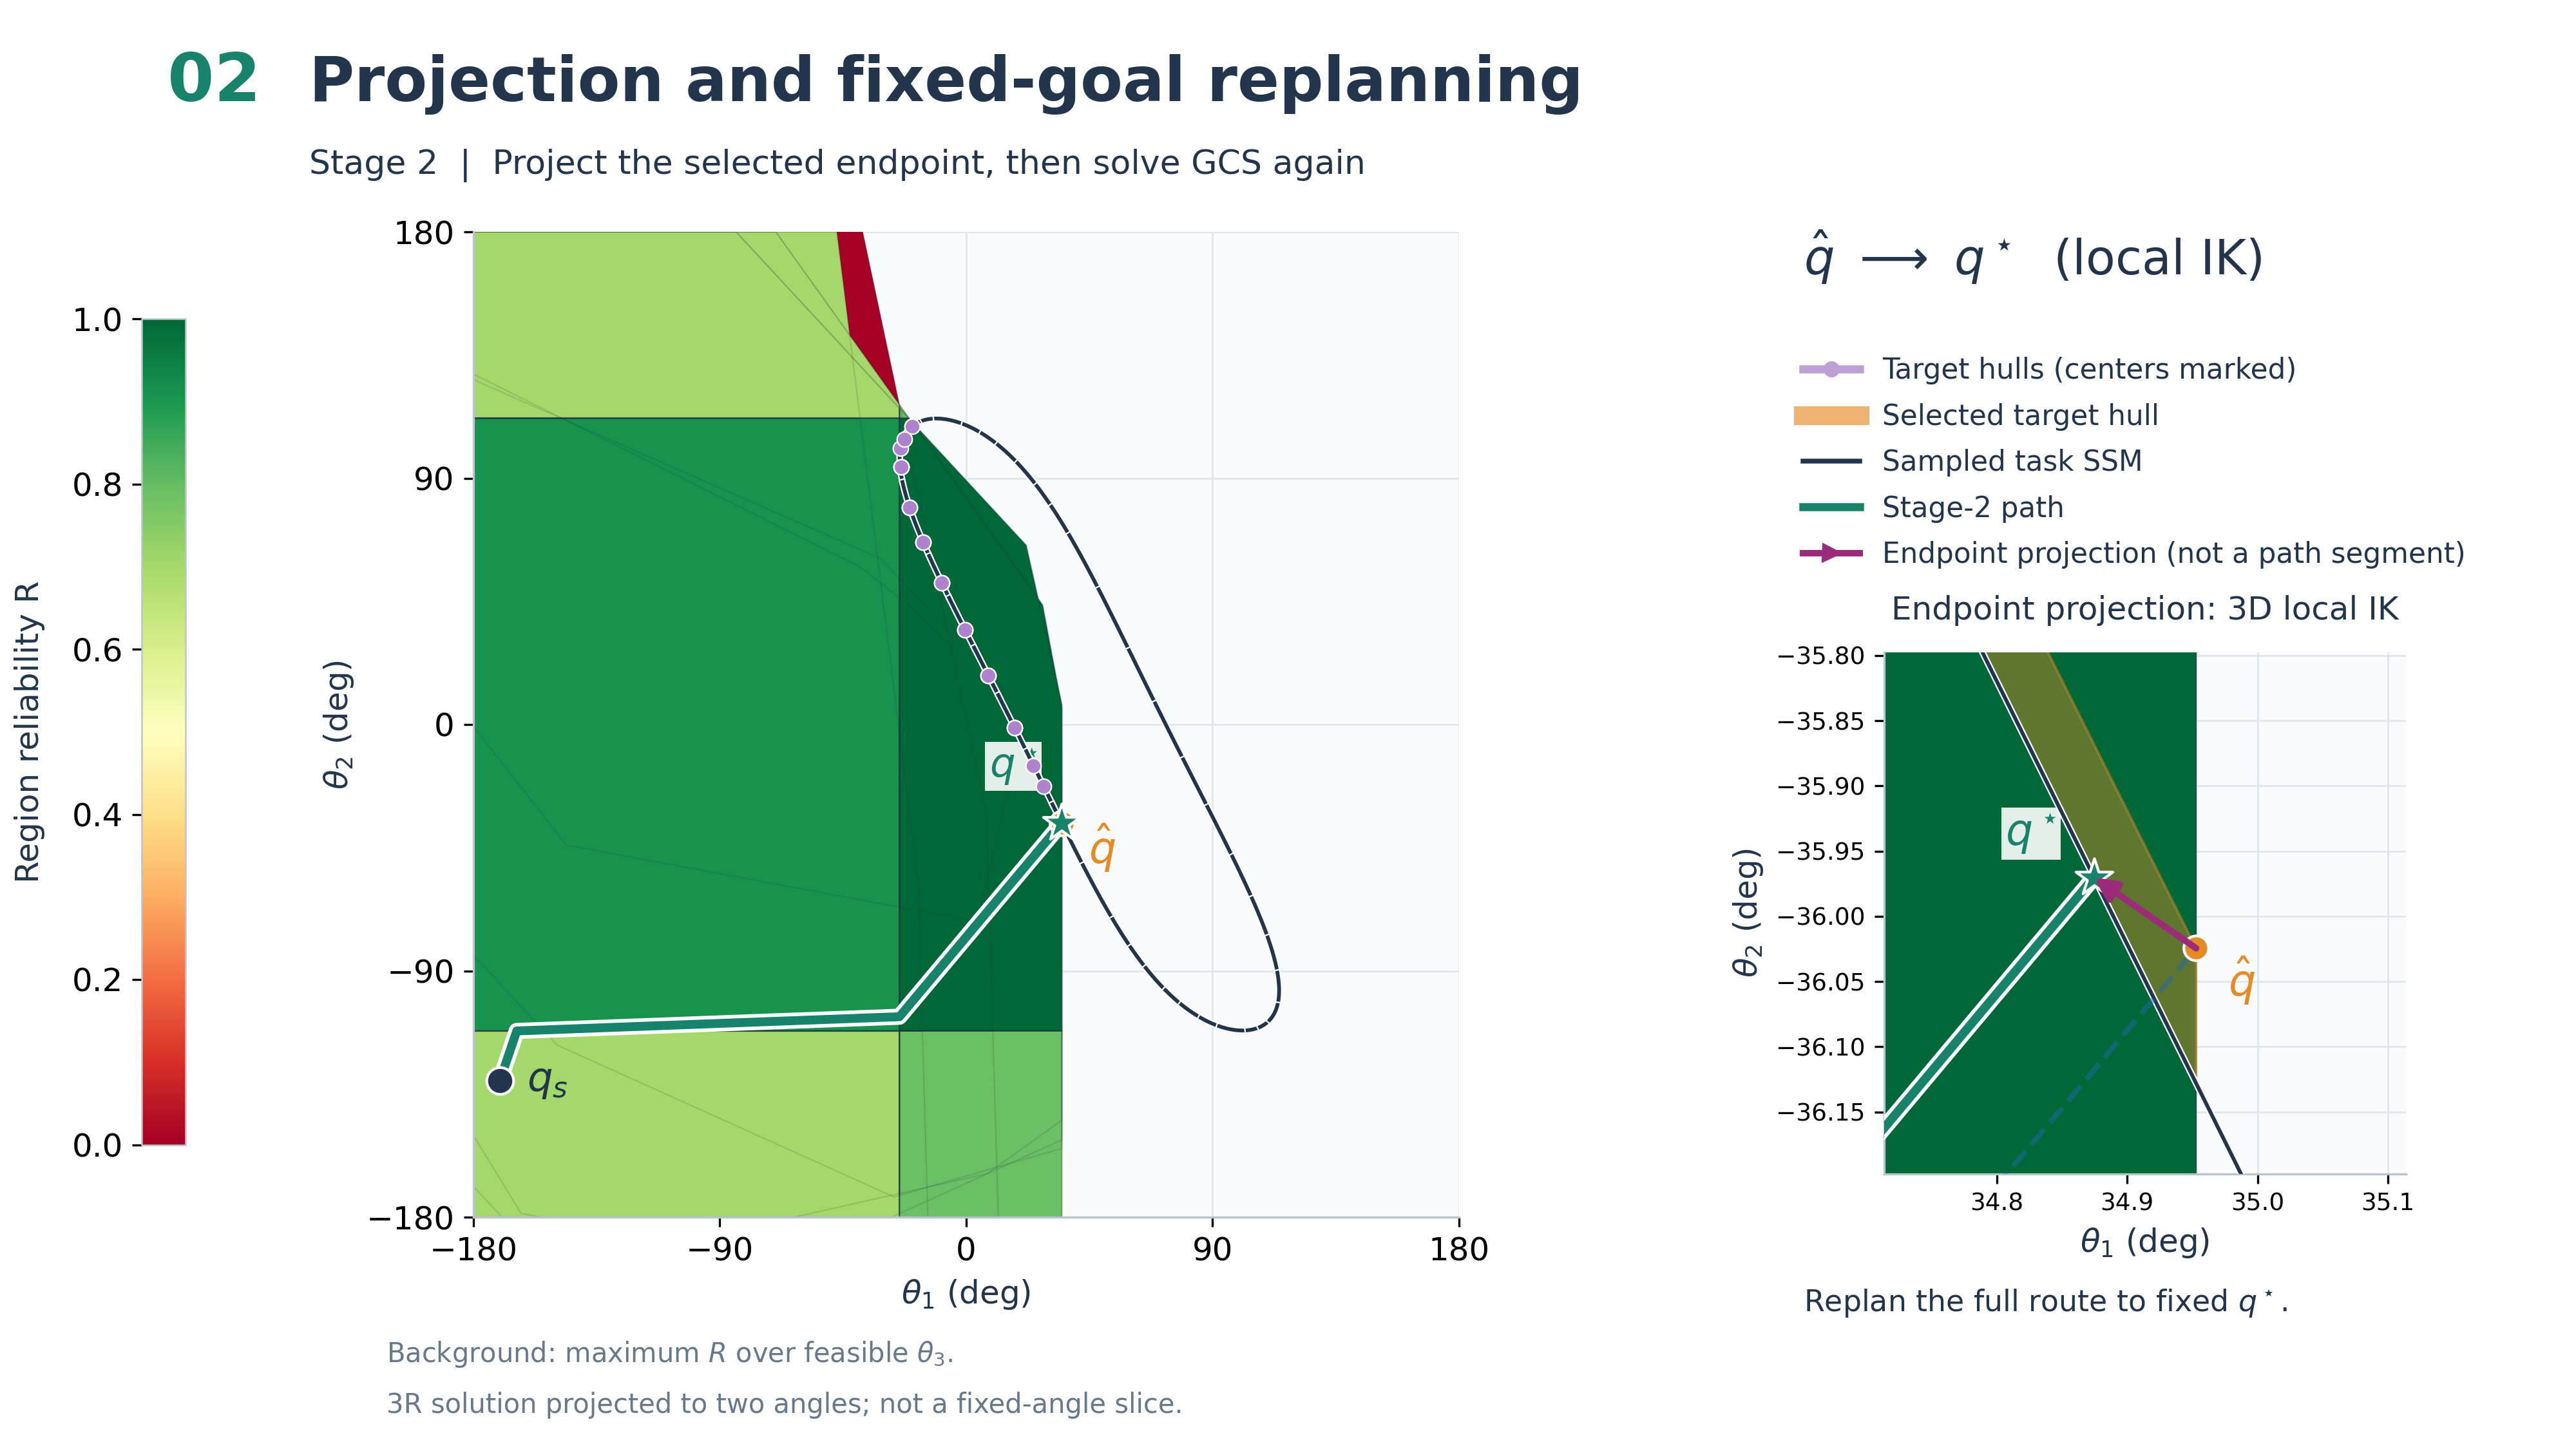 02 Projection and fixed-goal replanning
Stage 2 | Project the selected endpoint, then solve GCS again
Region reliability R
1.0
0.8
0.6
0.4
0.2
0.0
θ₂ (deg)
180
90
0
−90
−180
q⋆
q̂
qₛ
−180
−90
0
90
180
θ₁ (deg)
Background: maximum R over feasible θ₃.
3R solution projected to two angles; not a fixed-angle slice.
q̂ ⟶ q⋆ (local IK)
Target hulls (centers marked)
Selected target hull
Sampled task SSM
Stage-2 path
Endpoint projection (not a path segment)
Endpoint projection: 3D local IK
θ₂ (deg)
−35.80
−35.85
−35.90
−35.95
−36.00
−36.05
−36.10
−36.15
q⋆
q̂
34.8
34.9
35.0
35.1
θ₁ (deg)
Replan the full route to fixed q⋆.